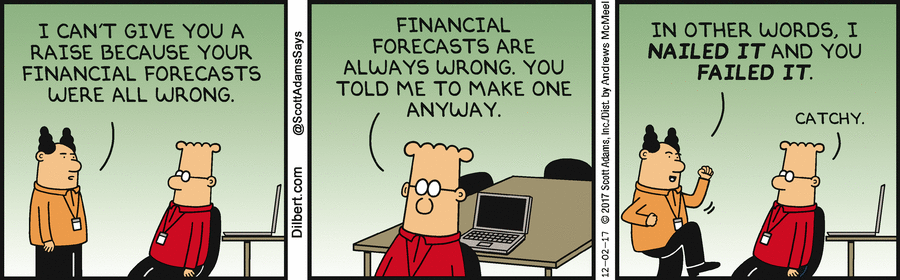 I CAN'T GIVE YOU A
RAISE BECAUSE YOUR
FINANCIAL FORECASTS
WERE ALL WRONG.
Dilbert.com @ScottAdamsSays
FINANCIAL
FORECASTS ARE
ALWAYS WRONG. YOU
TOLD ME TO MAKE ONE
ANYWAY.
12-02-17 © 2017 Scott Adams, Inc./Dist. by Andrews McMeel
IN OTHER WORDS, I
NAILED IT AND YOU
FAILED IT.
CATCHY.